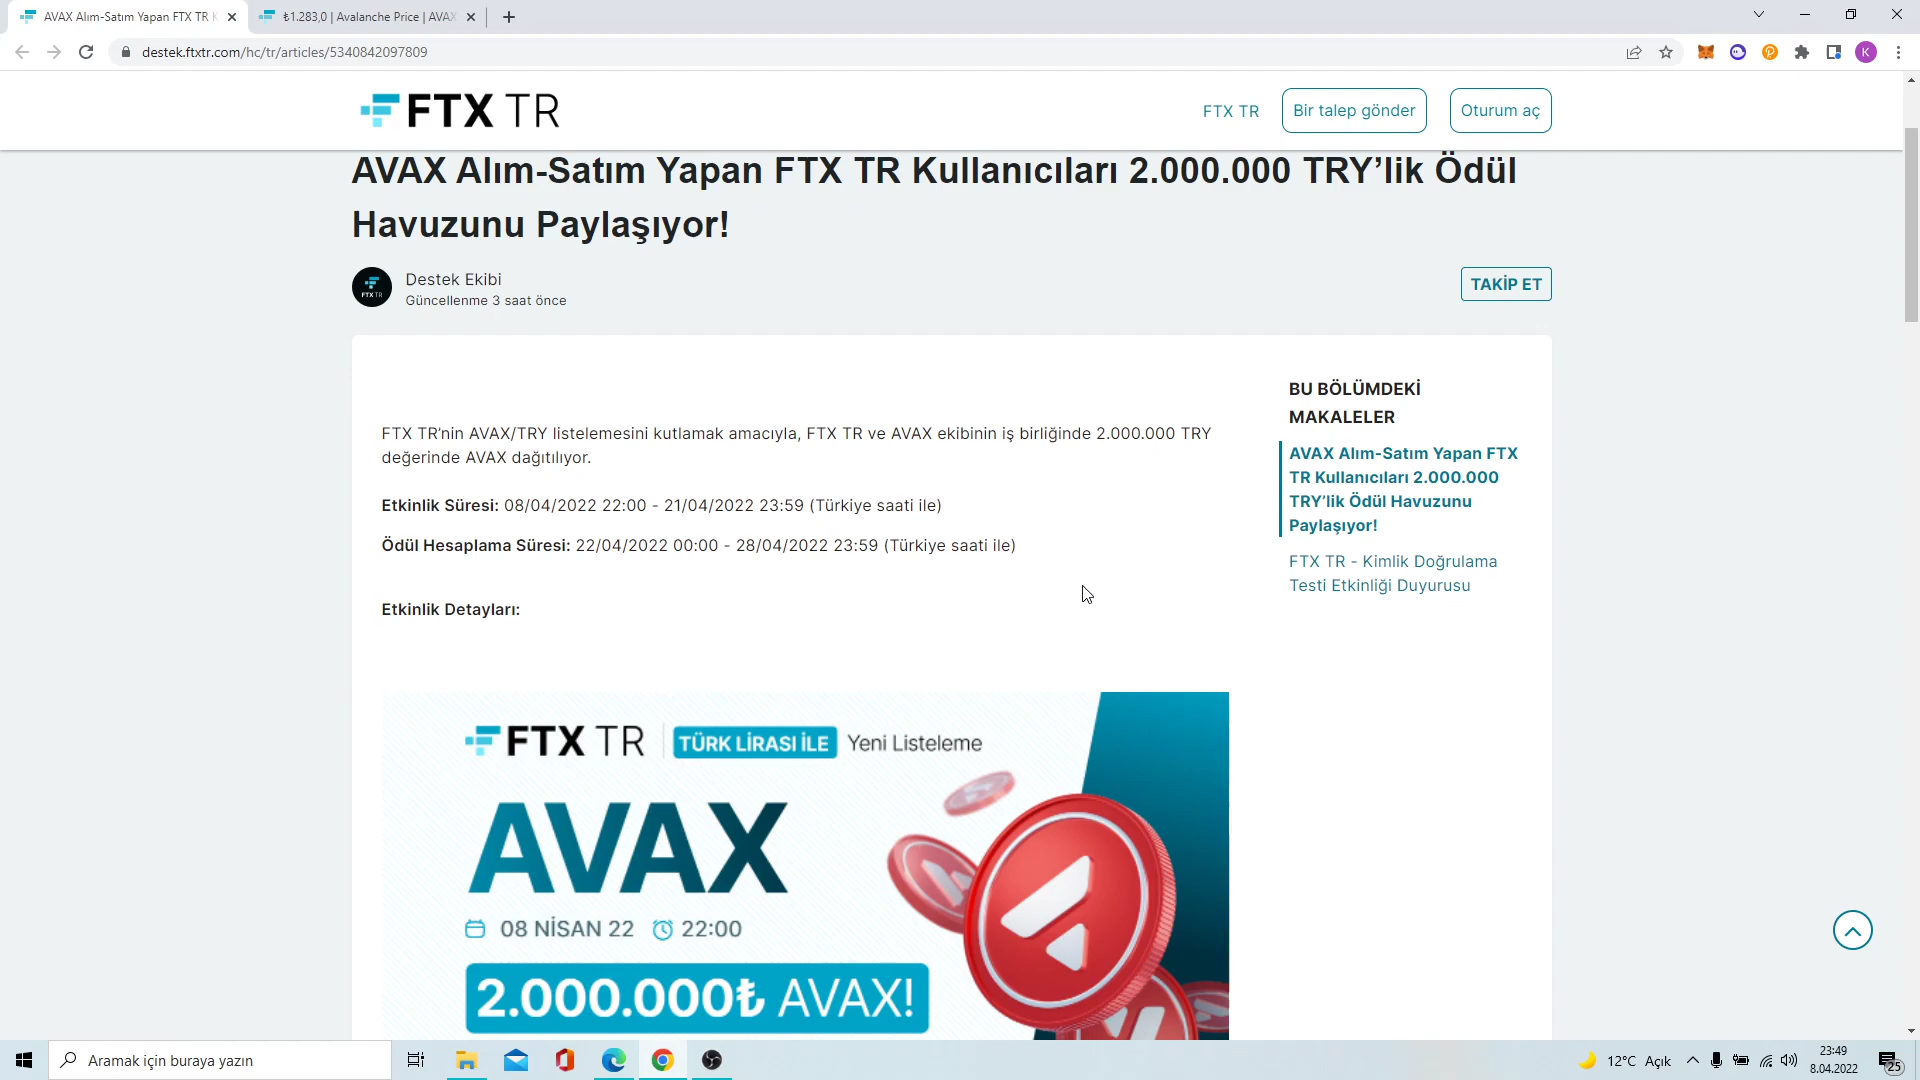 AVAX Alım-Satım Yapan FTX TR K
₺1.283,0 | Avalanche Price | AVAX
destek.ftxtr.com/hc/tr/articles/5340842097809
K
FTX TR
FTX TR
Bir talep gönder
Oturum aç
AVAX Alım-Satım Yapan FTX TR Kullanıcıları 2.000.000 TRY’lik Ödül
Havuzunu Paylaşıyor!
FTX TR
Destek Ekibi
Güncellenme 3 saat önce
TAKİP ET
FTX TR’nin AVAX/TRY listelemesini kutlamak amacıyla, FTX TR ve AVAX ekibinin iş birliğinde 2.000.000 TRY
değerinde AVAX dağıtılıyor.
Etkinlik Süresi: 08/04/2022 22:00 - 21/04/2022 23:59 (Türkiye saati ile)
Ödül Hesaplama Süresi: 22/04/2022 00:00 - 28/04/2022 23:59 (Türkiye saati ile)
Etkinlik Detayları:
BU BÖLÜMDEKİ
MAKALELER
AVAX Alım-Satım Yapan FTX
TR Kullanıcıları 2.000.000
TRY’lik Ödül Havuzunu
Paylaşıyor!
FTX TR - Kimlik Doğrulama
Testi Etkinliği Duyurusu
FTX TR TÜRK LİRASI İLE Yeni Listeleme
AVAX
08 NİSAN 22 22:00
2.000.000₺ AVAX!
Aramak için buraya yazın
12°C Açık
23:49
8.04.2022
25